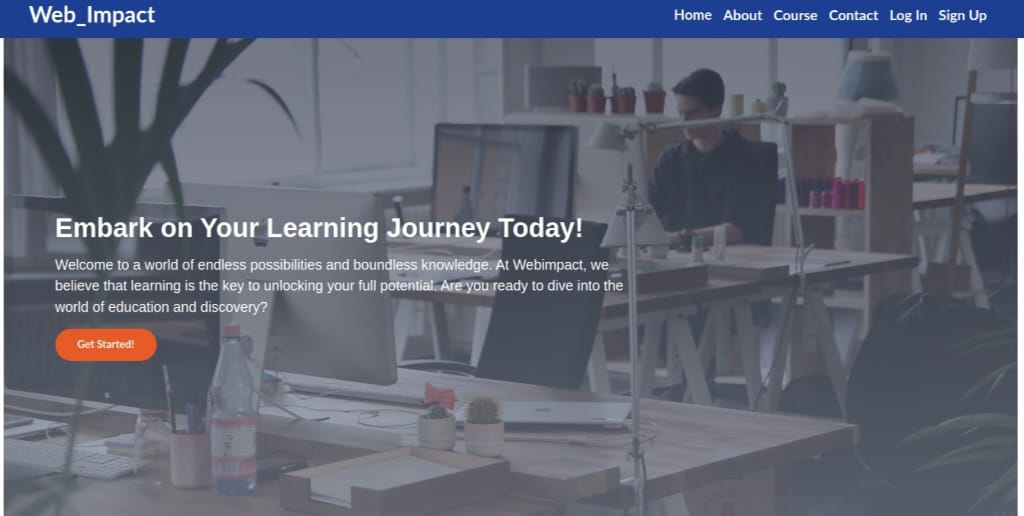 Web_Impact
Home About Course Contact Log In Sign Up
Embark on Your Learning Journey Today!
Welcome to a world of endless possibilities and boundless knowledge. At Webimpact, we
believe that learning is the key to unlocking your full potential. Are you ready to dive into the
world of education and discovery?
Get Started!